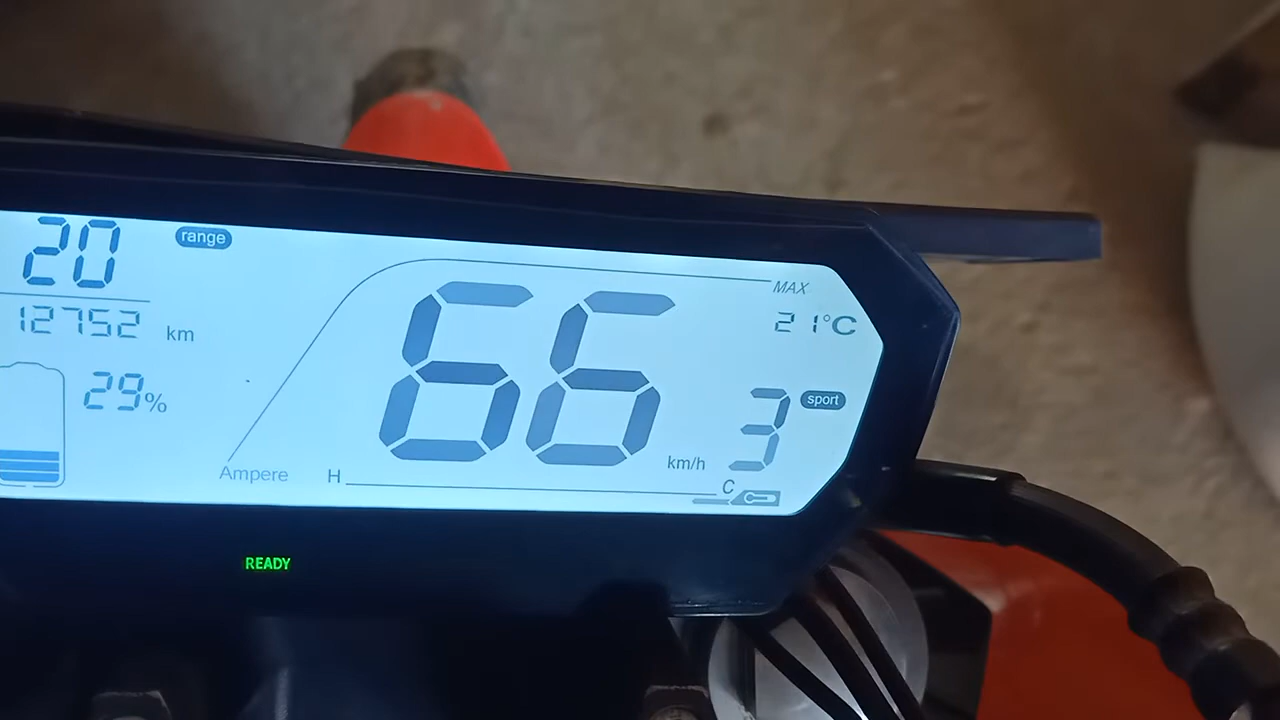 20 range
12752 km
29%
MAX
21°C
66 km/h
3 sport
Ampere
H C
READY